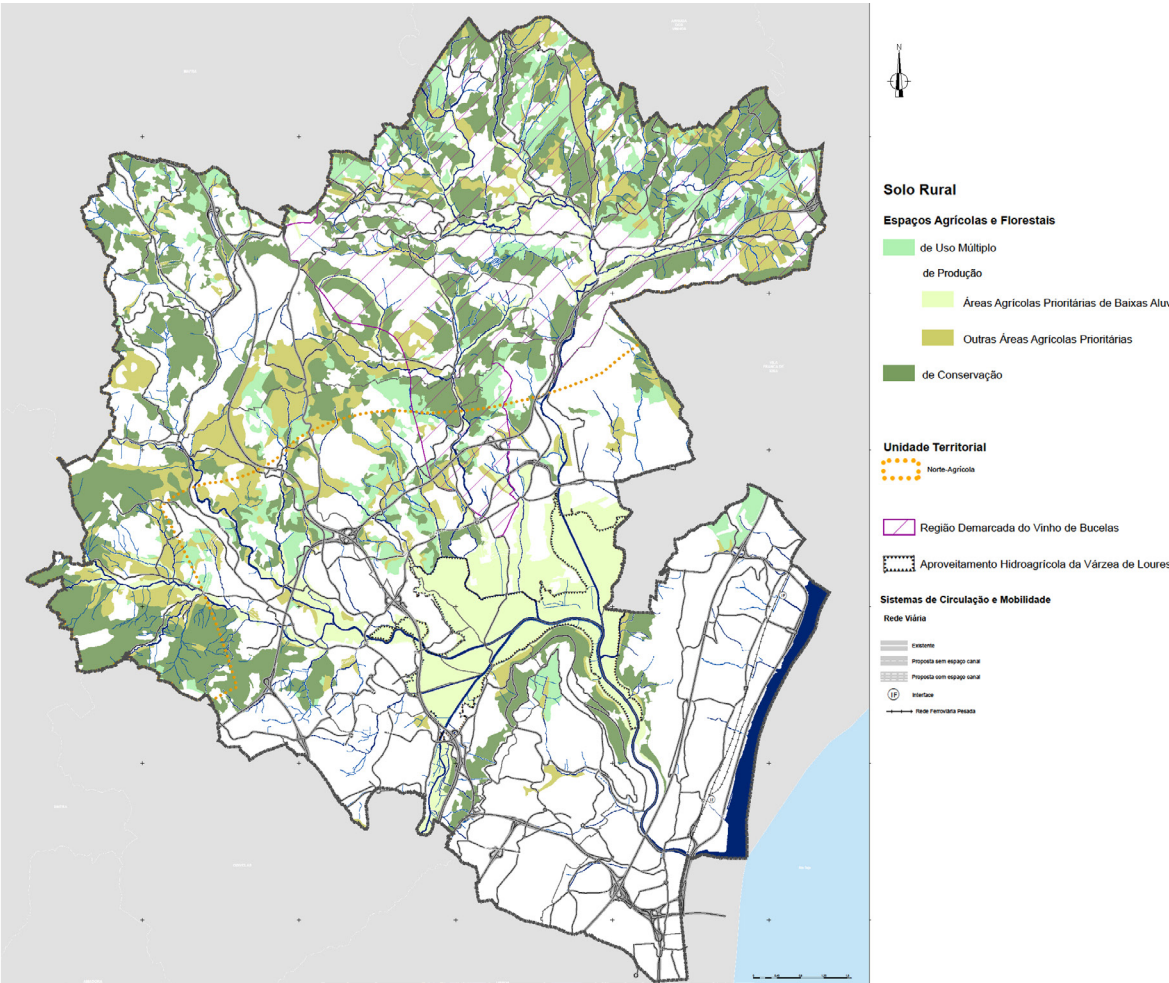 N
Solo Rural
Espaços Agrícolas e Florestais
de Uso Múltiplo
de Produção
Áreas Agrícolas Prioritárias de Baixas Aluv
Outras Áreas Agrícolas Prioritárias
de Conservação
Unidade Territorial
Norte-Agrícola
Região Demarcada do Vinho de Bucelas
Aproveitamento Hidroagrícola da Várzea de Loures
Sistemas de Circulação e Mobilidade
Rede Viária
Existente
Proposta sem espaço canal
Proposta com espaço canal
IF
Interface
Rede Ferroviária Pesada